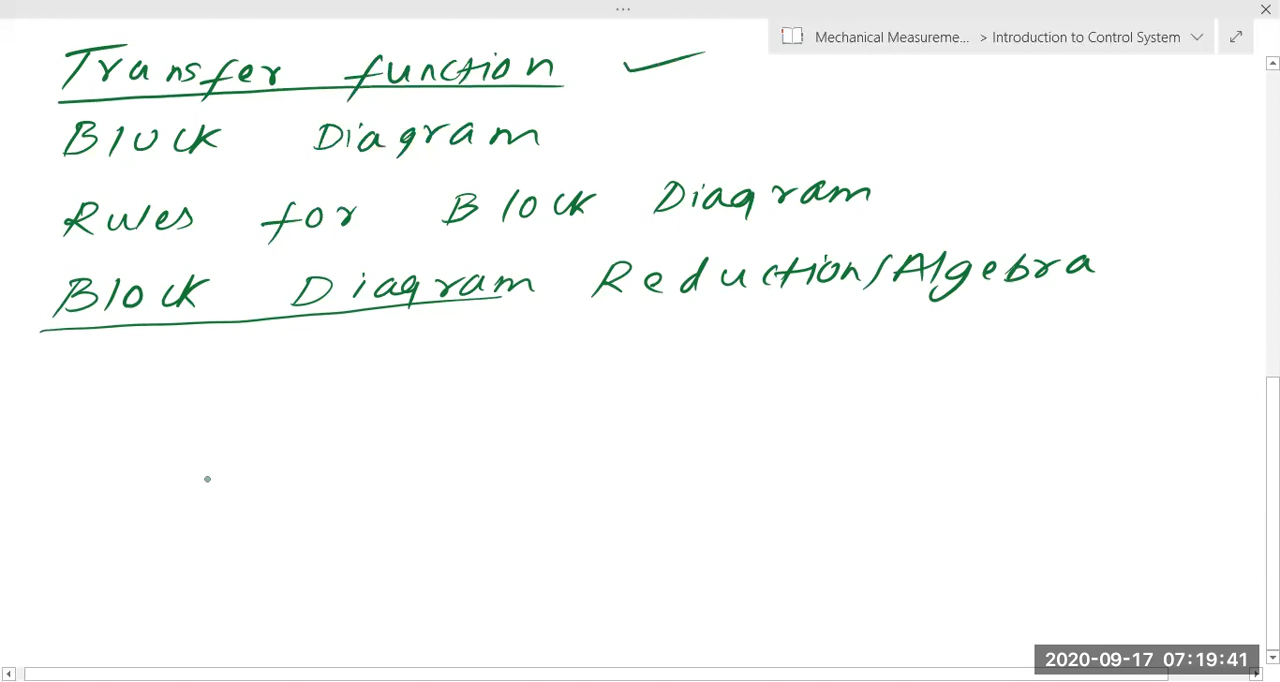 ...
Mechanical Measureme... > Introduction to Control System
Transfer function
Block Diagram
Rules for Block Diagram
Block Diagram Reduction/Algebra
2020-09-17 07:19:41